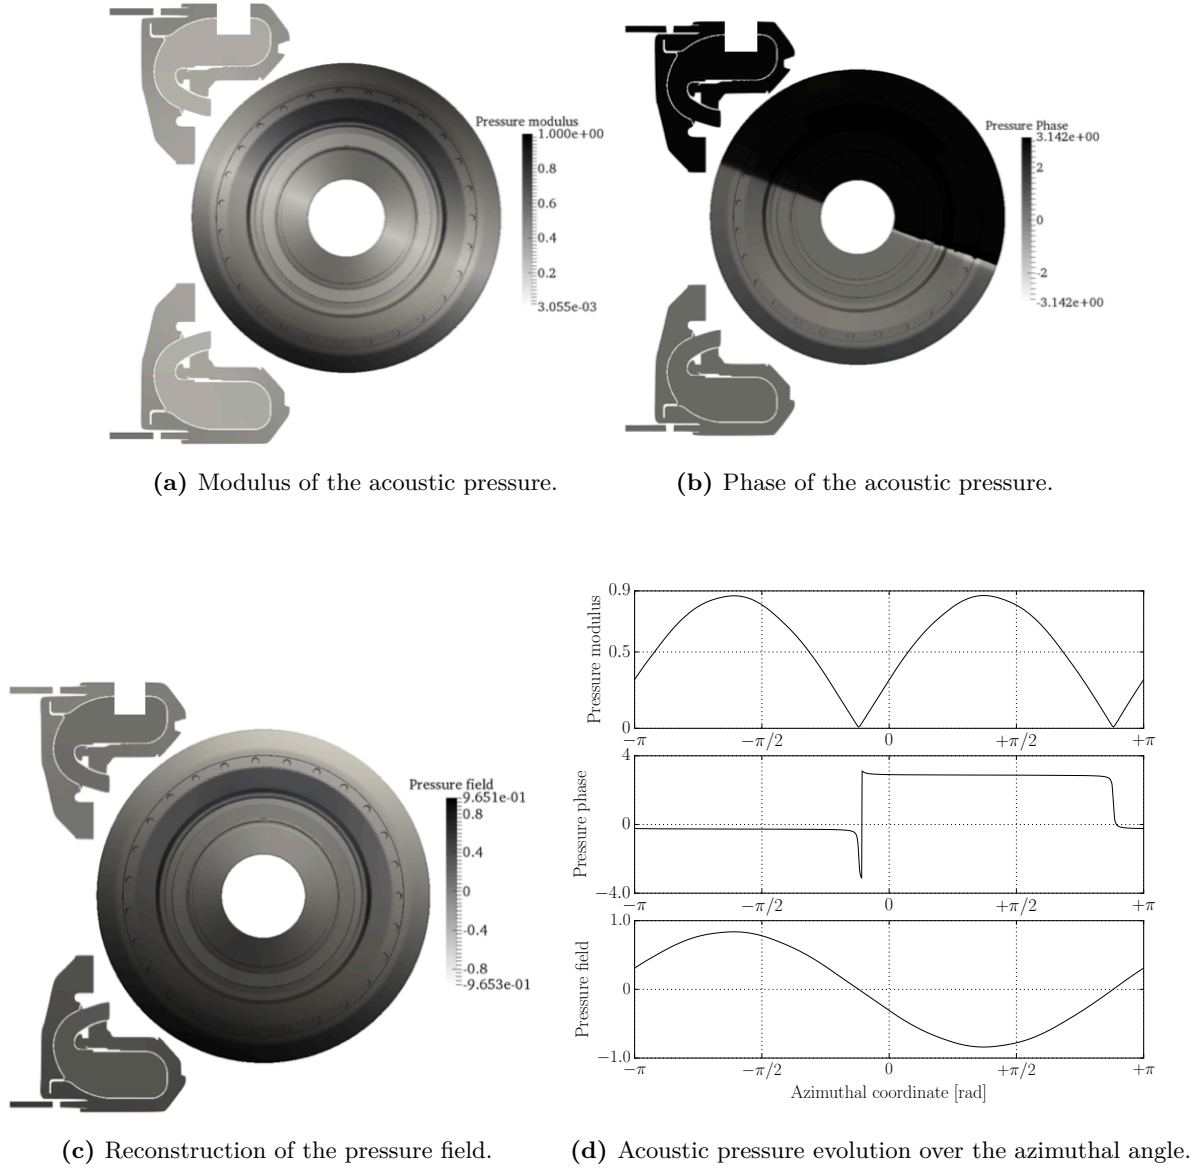 Pressure modulus
1.000e+00
0.8
0.6
0.4
0.2
3.055e-03
Pressure Phase
3.142e+00
2
0
-2
-3.142e+00
(a) Modulus of the acoustic pressure.
(b) Phase of the acoustic pressure.
Pressure field
9.651e-01
0.8
0.4
0
-0.4
-0.8
-9.653e-01
Pressure modulus
0.9
0.5
0
−π −π/2 0 +π/2 +π
Pressure phase
4
0
−4.0
−π −π/2 0 +π/2 +π
Pressure field
1.0
0
−1.0
−π −π/2 0 +π/2 +π
Azimuthal coordinate [rad]
(c) Reconstruction of the pressure field.
(d) Acoustic pressure evolution over the azimuthal angle.